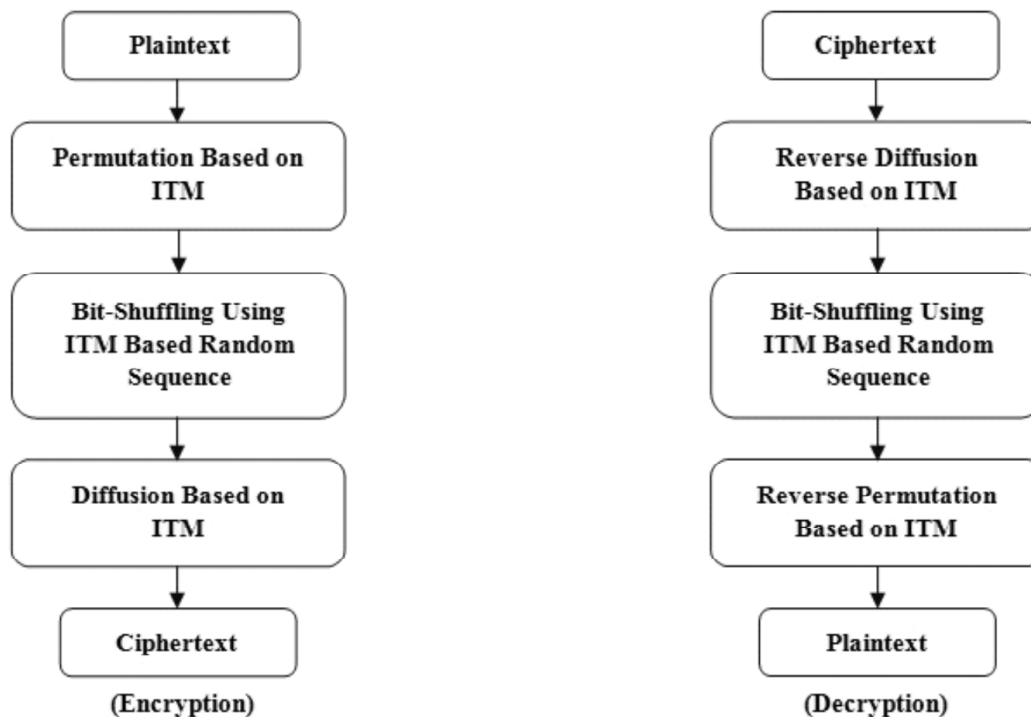 Plaintext
Permutation Based on
ITM
Bit-Shuffling Using
ITM Based Random
Sequence
Diffusion Based on
ITM
Ciphertext
(Encryption)
Ciphertext
Reverse Diffusion
Based on ITM
Bit-Shuffling Using
ITM Based Random
Sequence
Reverse Permutation
Based on ITM
Plaintext
(Decryption)